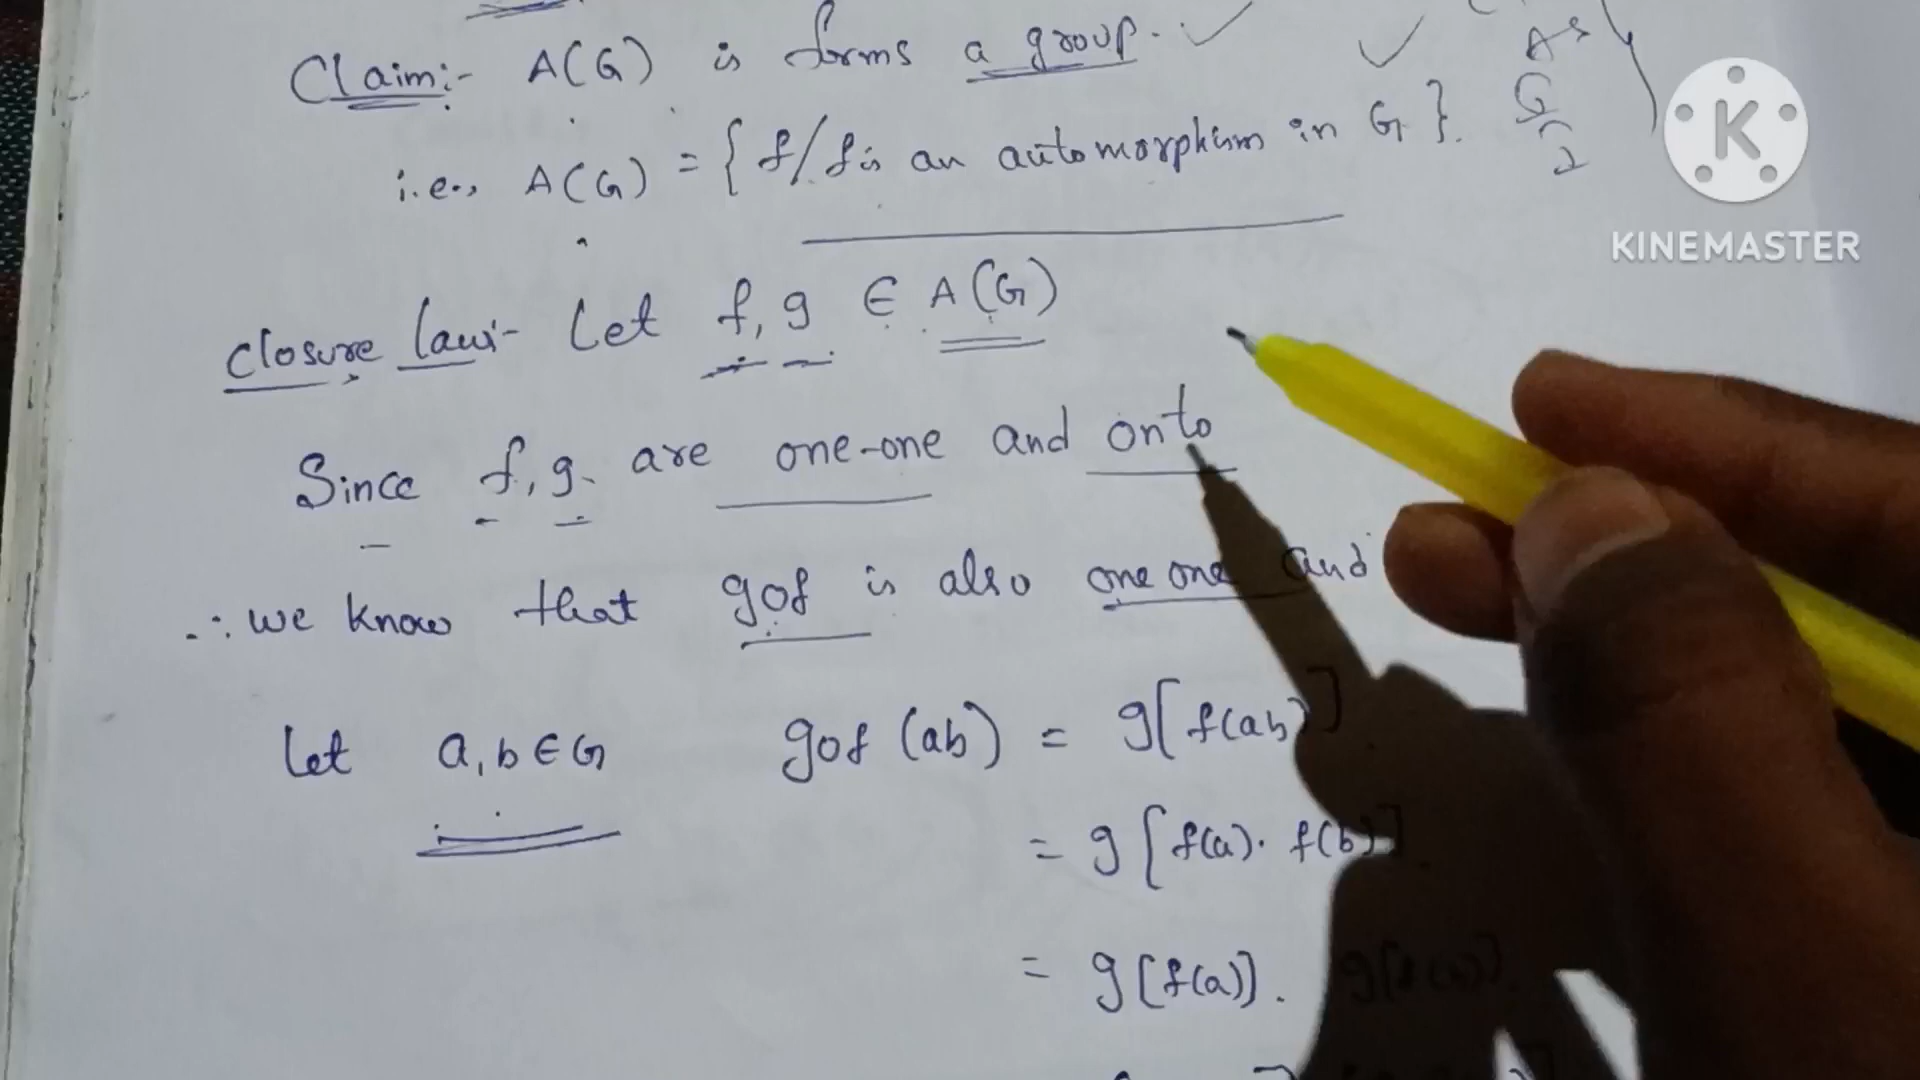 Claim:- A(G) is forms a group.
i.e., A(G) = { f/f is an automorphism in G }.
K
KINEMASTER
closure law:- Let f, g ∈ A(G)
Since f, g are one-one and onto
∴ we know that gof is also one one and
Let a, b ∈ G gof (ab) = g[f(ab)]
= g [f(a). f(b)]
= g[f(a)]. g[f(b)]